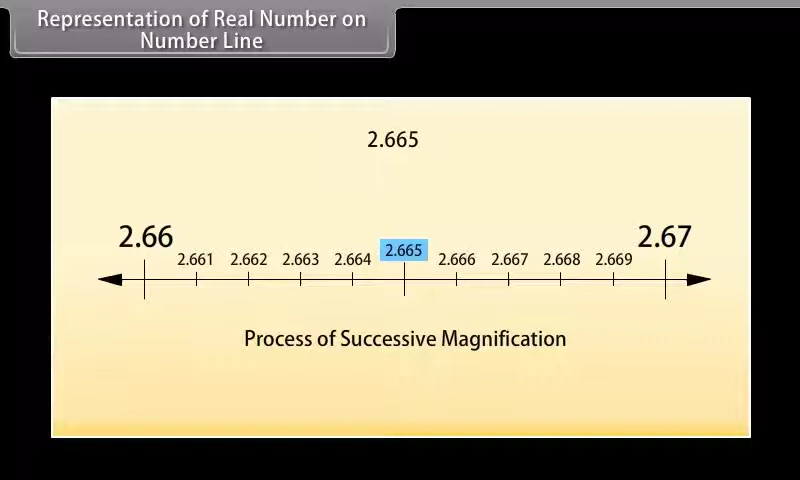 Representation of Real Number on
Number Line
2.665
2.66 2.661 2.662 2.663 2.664 2.665 2.666 2.667 2.668 2.669 2.67
Process of Successive Magnification